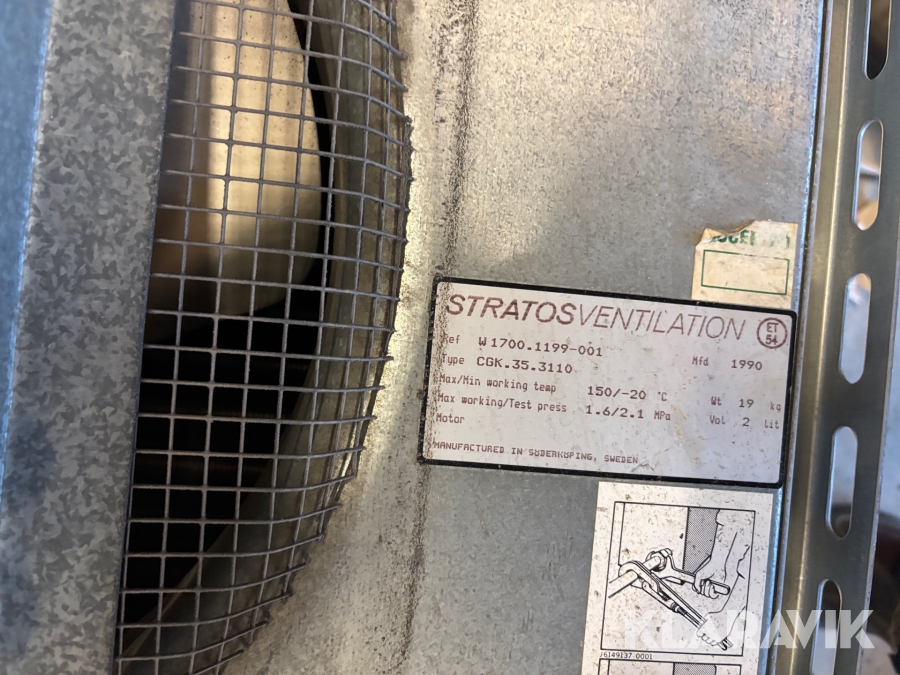 STRATOSVENTILATION ET 54
Ref W1700.1199-001 Mfd 1990
Type CGK.35.3110
Max/Min working temp 150/-20 °C Wt 19 kg
Max working/Test press 1.6/2.1 MPa Vol 2 lit
Motor
MANUFACTURED IN SÖDERKÖPING, SWEDEN
J6149137-0001
KLARAVIK